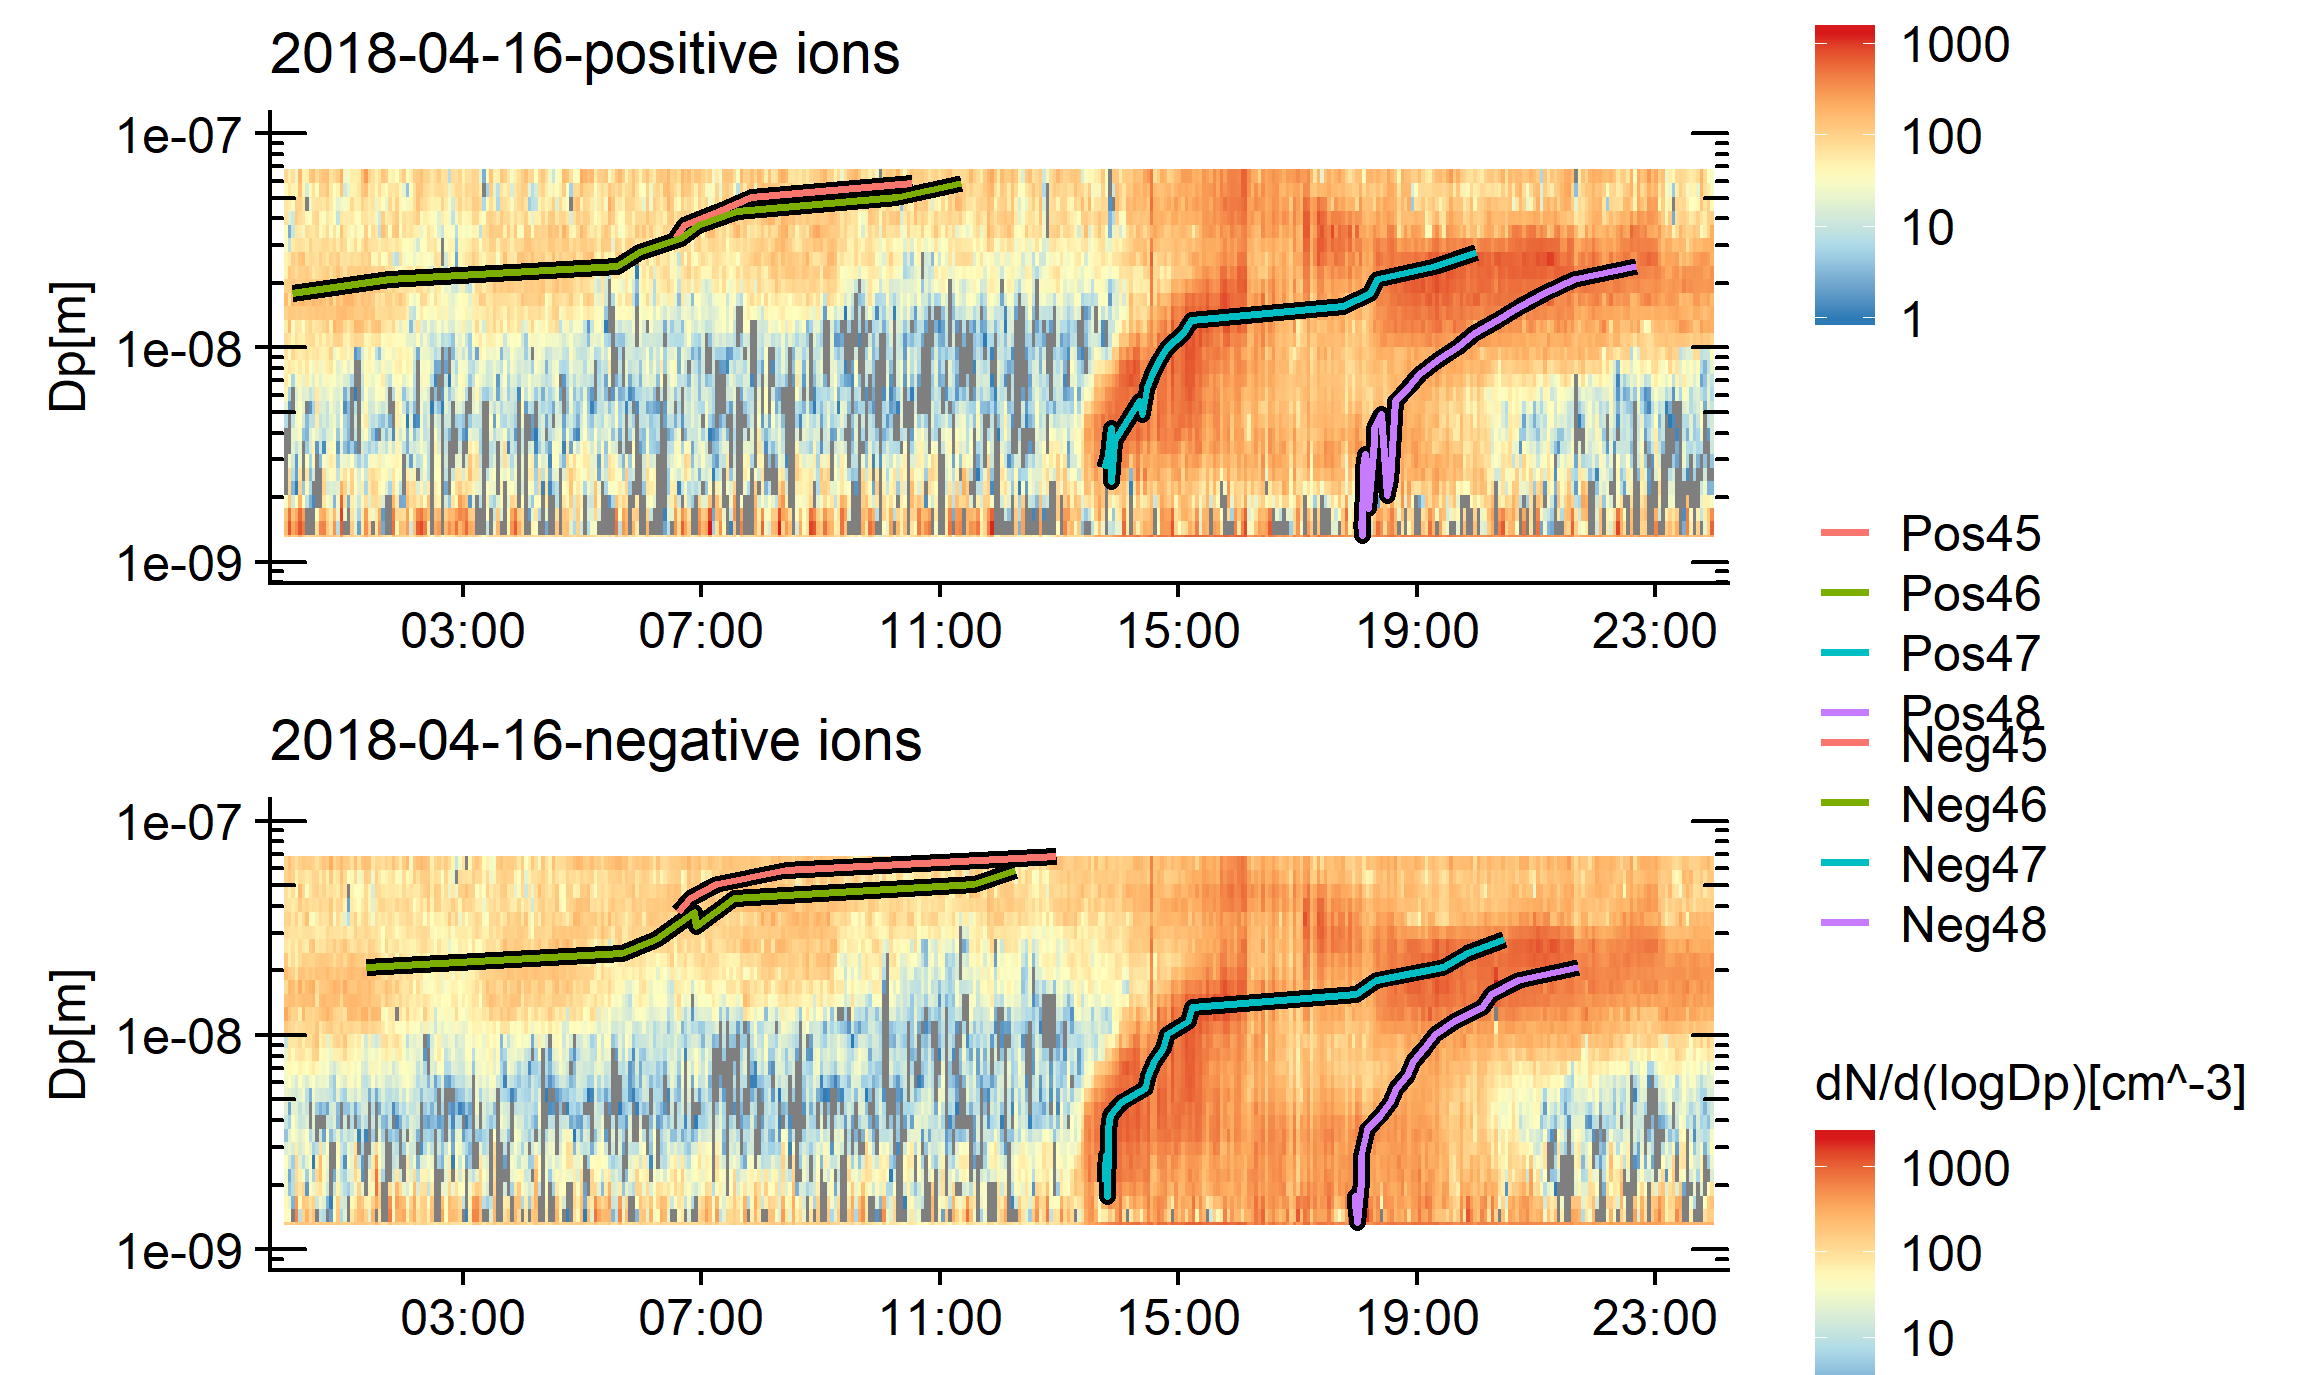 2018-04-16-positive ions
Dp[m]
1e-07
1e-08
1e-09
03:00 07:00 11:00 15:00 19:00 23:00
1000
100
10
1
Pos45
Pos46
Pos47
Pos48
2018-04-16-negative ions
Dp[m]
1e-07
1e-08
1e-09
03:00 07:00 11:00 15:00 19:00 23:00
Neg45
Neg46
Neg47
Neg48
dN/d(logDp)[cm^-3]
1000
100
10